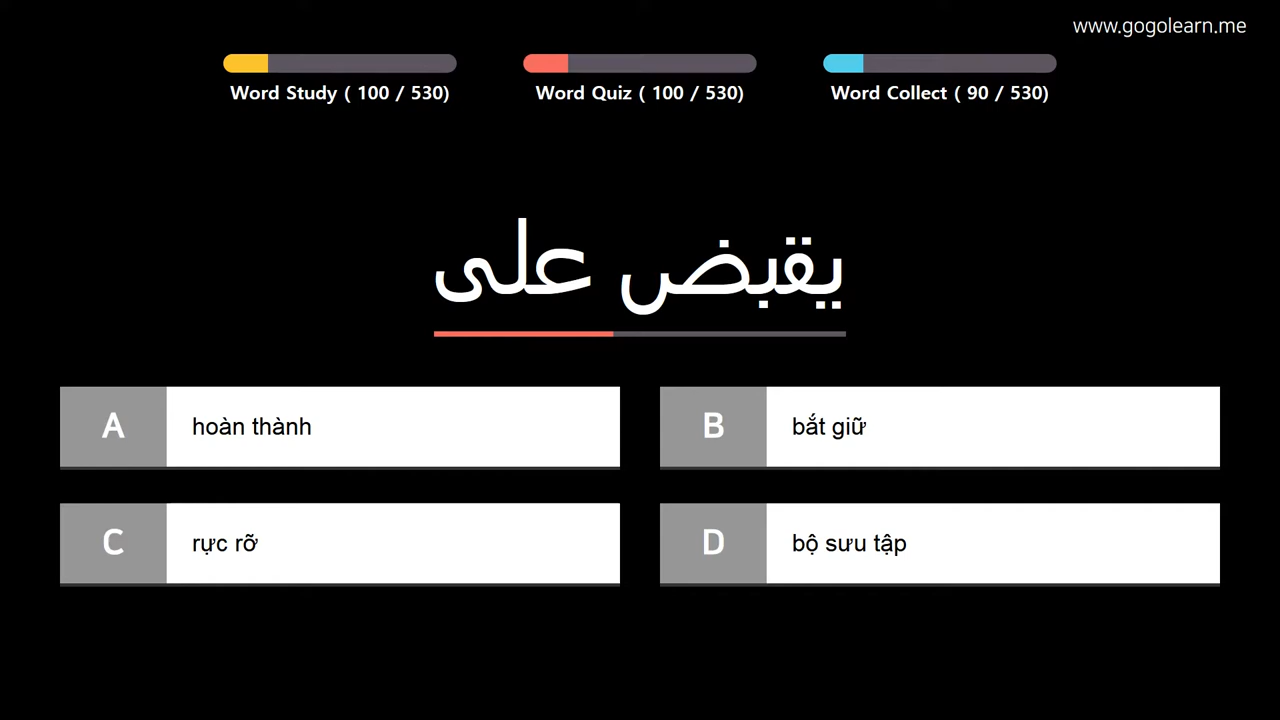 www.gogolearn.me
Word Study ( 100 / 530)
Word Quiz ( 100 / 530)
Word Collect ( 90 / 530)
يقبض على
A hoàn thành
B bắt giữ
C rực rỡ
D bộ sưu tập